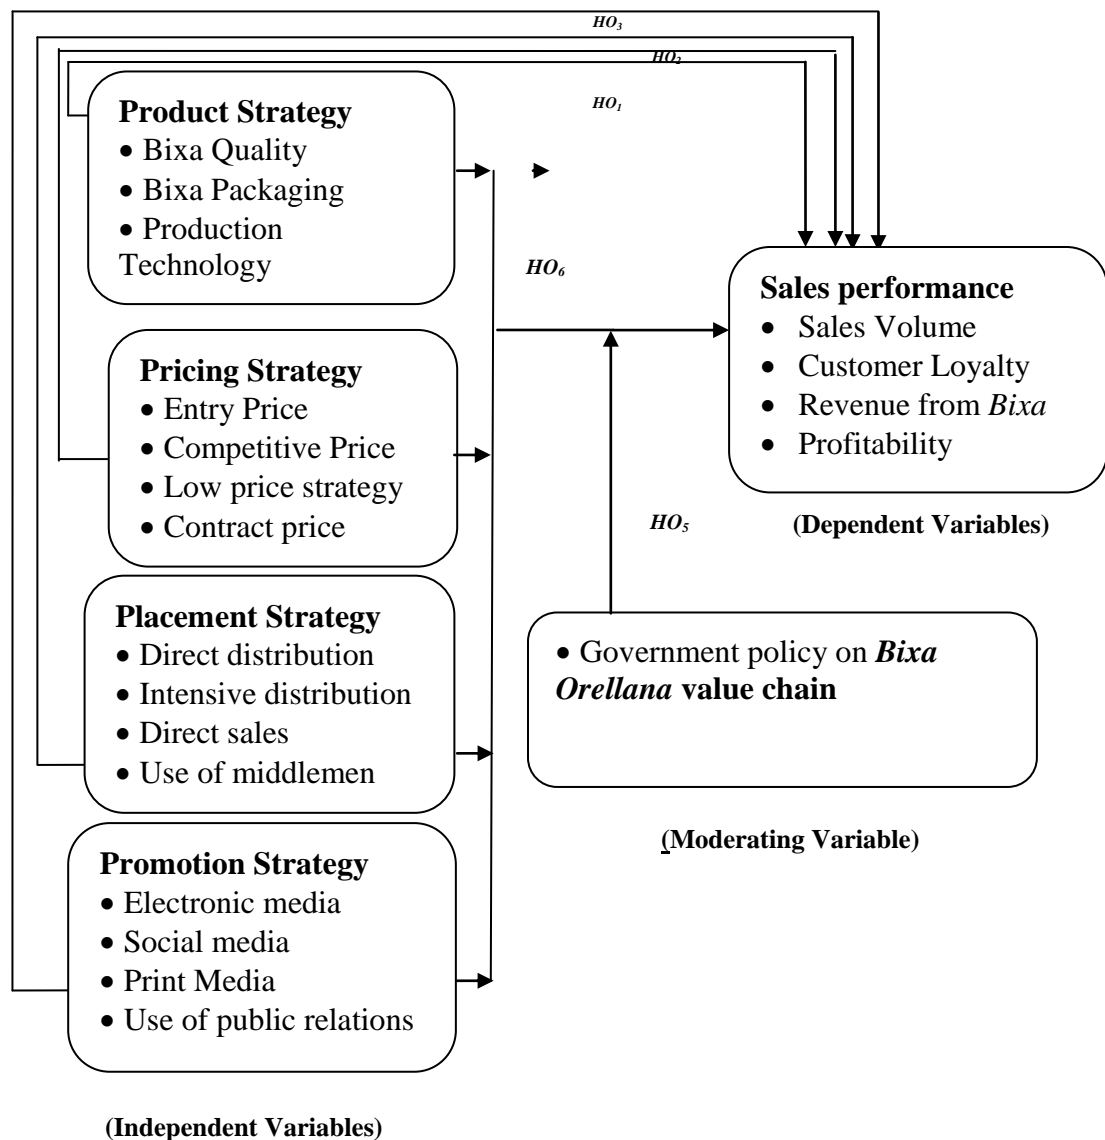 HO3
HO2
HO1
Product Strategy
• Bixa Quality
• Bixa Packaging
• Production
Technology
HO6
Sales performance
• Sales Volume
• Customer Loyalty
• Revenue from Bixa
• Profitability
(Dependent Variables)
Pricing Strategy
• Entry Price
• Competitive Price
• Low price strategy
• Contract price
HO5
Placement Strategy
• Direct distribution
• Intensive distribution
• Direct sales
• Use of middlemen
• Government policy on Bixa
Orellana value chain
(Moderating Variable)
Promotion Strategy
• Electronic media
• Social media
• Print Media
• Use of public relations
(Independent Variables)